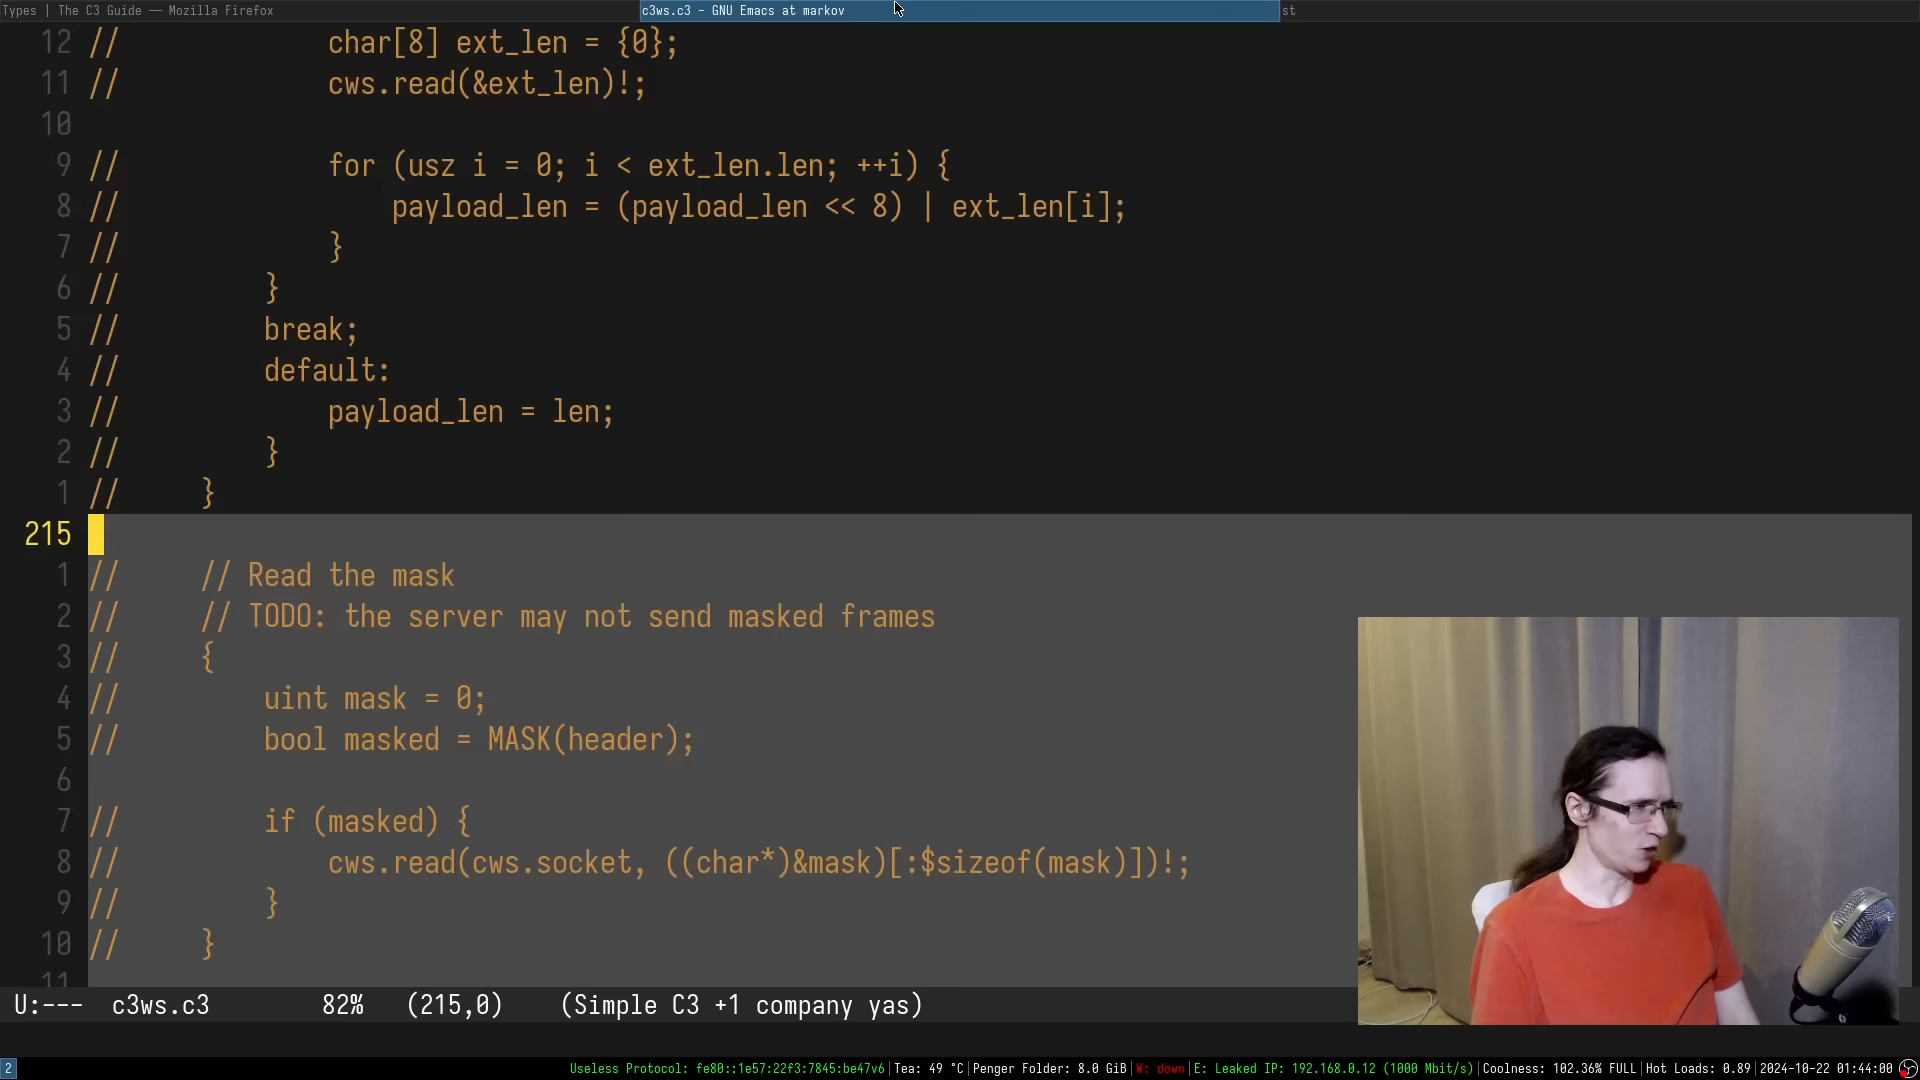 Types | The C3 Guide — Mozilla Firefox
c3ws.c3 - GNU Emacs at markov
st
12 // char[8] ext_len = {0};
11 // cws.read(&ext_len)!;
10
9 // for (usz i = 0; i < ext_len.len; ++i) {
8 // payload_len = (payload_len << 8) | ext_len[i];
7 // }
6 // }
5 // break;
4 // default:
3 // payload_len = len;
2 // }
1 // }
215
1 // // Read the mask
2 // // TODO: the server may not send masked frames
3 // {
4 // uint mask = 0;
5 // bool masked = MASK(header);
6
7 // if (masked) {
8 // cws.read(cws.socket, ((char*)&mask)[:$sizeof(mask)])!;
9 // }
10 // }
11
U:--- c3ws.c3 82% (215,0) (Simple C3 +1 company yas)
2
Useless Protocol: fe80::1e57:22f3:7845:be47v6|Tea: 49 °C|Penger Folder: 8.0 GiB|W: down|E: Leaked IP: 192.168.0.12 (1000 Mbit/s)|Coolness: 102.36% FULL|Hot Loads: 0.89|2024-10-22 01:44:00